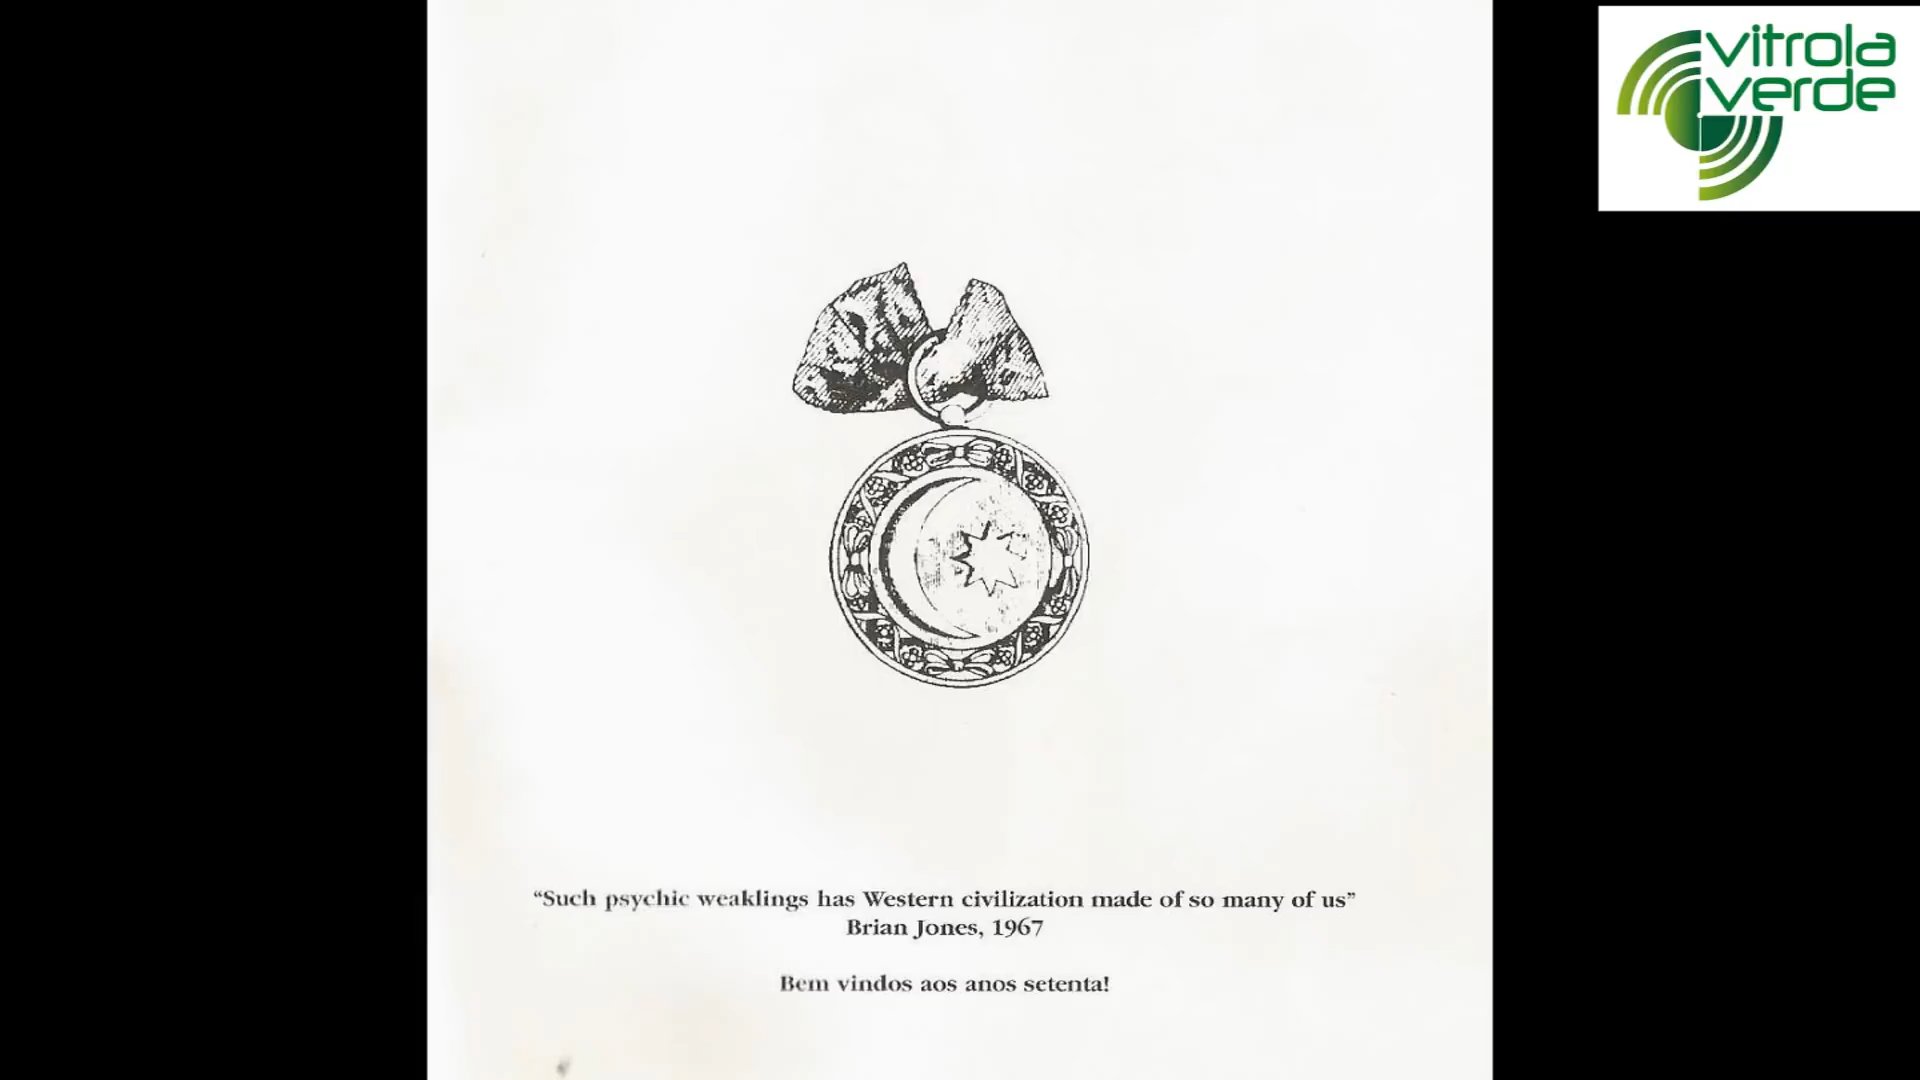 vitrola
verde
“Such psychic weaklings has Western civilization made of so many of us”
Brian Jones, 1967
Bem vindos aos anos setenta!